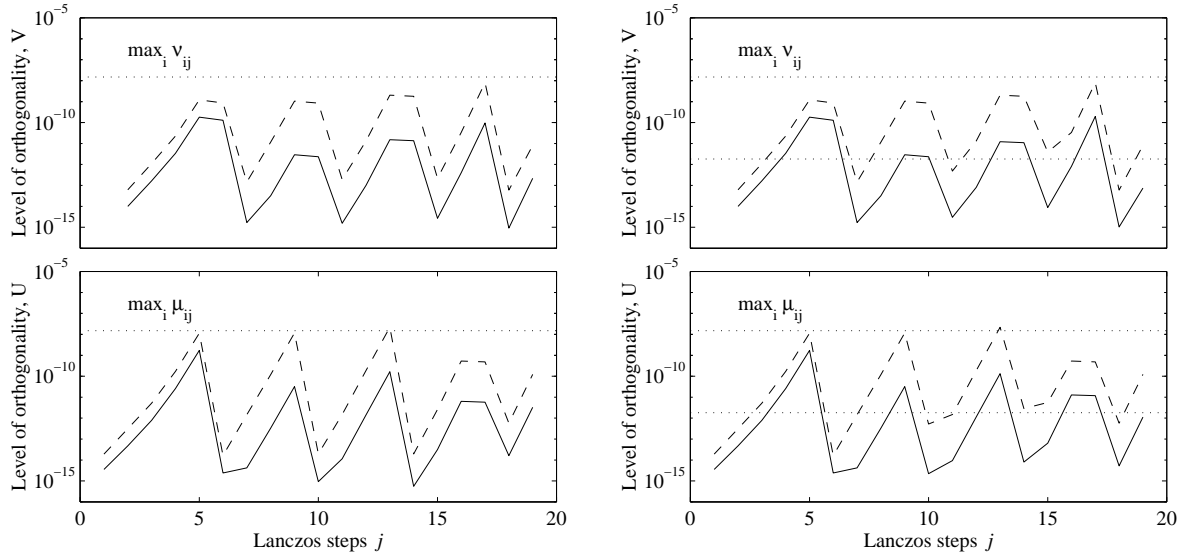 10⁻⁵
max_i ν_ij
10⁻¹⁰
10⁻¹⁵
Level of orthogonality, V
10⁻⁵
max_i μ_ij
10⁻¹⁰
10⁻¹⁵
Level of orthogonality, U
0 5 10 15 20
Lanczos steps j
10⁻⁵
max_i ν_ij
10⁻¹⁰
10⁻¹⁵
Level of orthogonality, V
10⁻⁵
max_i μ_ij
10⁻¹⁰
10⁻¹⁵
Level of orthogonality, U
0 5 10 15 20
Lanczos steps j